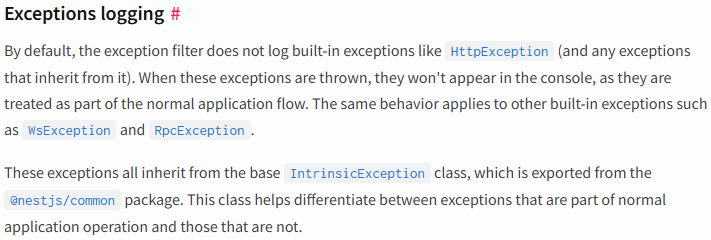 Exceptions logging #
By default, the exception filter does not log built-in exceptions like HttpException (and any exceptions
that inherit from it). When these exceptions are thrown, they won't appear in the console, as they are
treated as part of the normal application flow. The same behavior applies to other built-in exceptions such
as WsException and RpcException .
These exceptions all inherit from the base IntrinsicException class, which is exported from the
@nestjs/common package. This class helps differentiate between exceptions that are part of normal
application operation and those that are not.